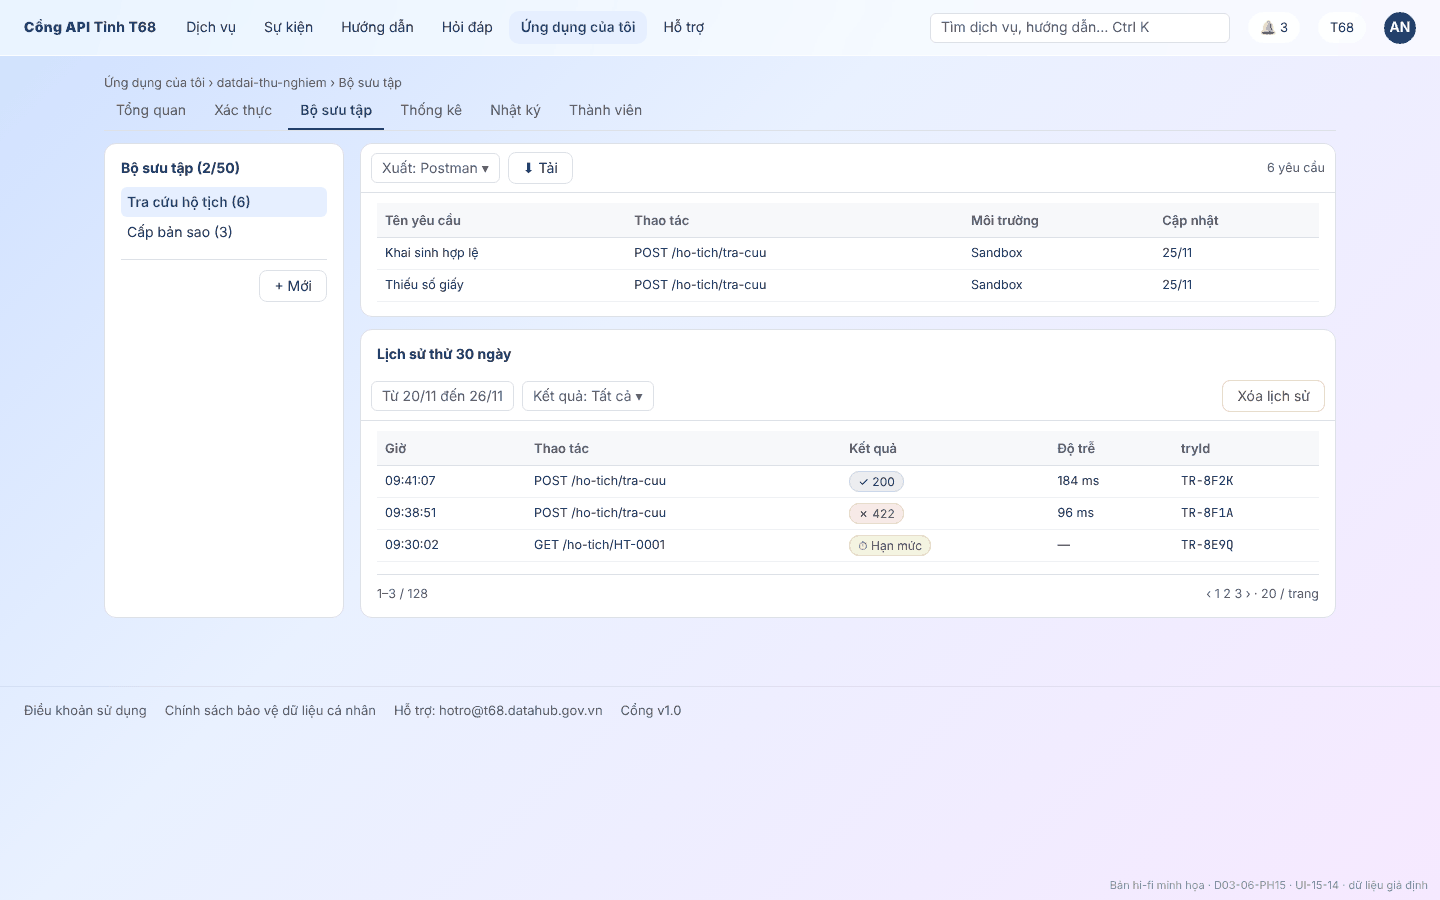 Cổng API Tỉnh T68 Dịch vụ Sự kiện Hướng dẫn Hỏi đáp Ứng dụng của tôi Hỗ trợ Tìm dịch vụ, hướng dẫn... Ctrl K 3 T68 AN
Ứng dụng của tôi › datdai-thu-nghiem › Bộ sưu tập
Tổng quan Xác thực Bộ sưu tập Thống kê Nhật ký Thành viên
Bộ sưu tập (2/50)
Tra cứu hộ tịch (6)
Cấp bản sao (3)
+ Mới
Xuất: Postman ▾ ⬇ Tải 6 yêu cầu
Tên yêu cầu Thao tác Môi trường Cập nhật
Khai sinh hợp lệ POST /ho-tich/tra-cuu Sandbox 25/11
Thiếu số giấy POST /ho-tich/tra-cuu Sandbox 25/11
Lịch sử thử 30 ngày
Từ 20/11 đến 26/11 Kết quả: Tất cả ▾ Xóa lịch sử
Giờ Thao tác Kết quả Độ trễ tryId
09:41:07 POST /ho-tich/tra-cuu ✓ 200 184 ms TR-8F2K
09:38:51 POST /ho-tich/tra-cuu × 422 96 ms TR-8F1A
09:30:02 GET /ho-tich/HT-0001 ⏱ Hạn mức — TR-8E9Q
1–3 / 128 ‹ 1 2 3 › · 20 / trang
Điều khoản sử dụng Chính sách bảo vệ dữ liệu cá nhân Hỗ trợ: hotro@t68.datahub.gov.vn Cổng v1.0
Bản hi-fi minh họa · D03-06-PH15 · UI-15-14 · dữ liệu giả định